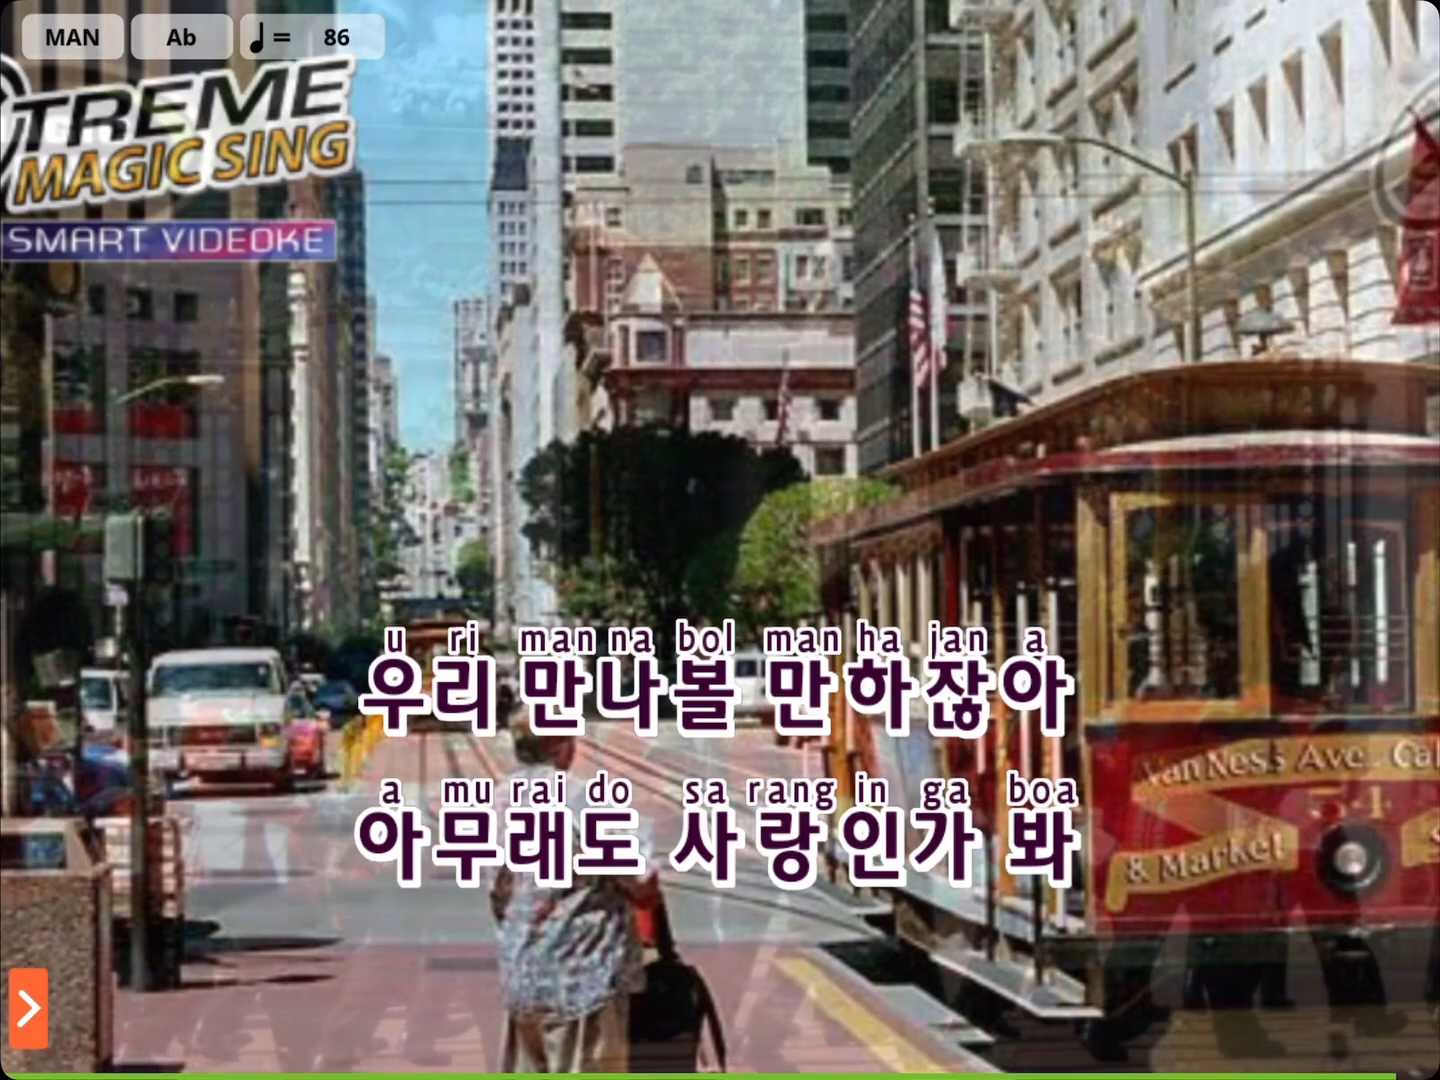 MAN Ab ♩= 86
TREME
MAGIC SING
SMART VIDEOKE
u ri man na bol man ha jan a
우리 만나볼 만하잖아
a mu rai do sa rang in ga boa
아무래도 사랑인가 봐
Van Ness Ave. Cal
54
& Market